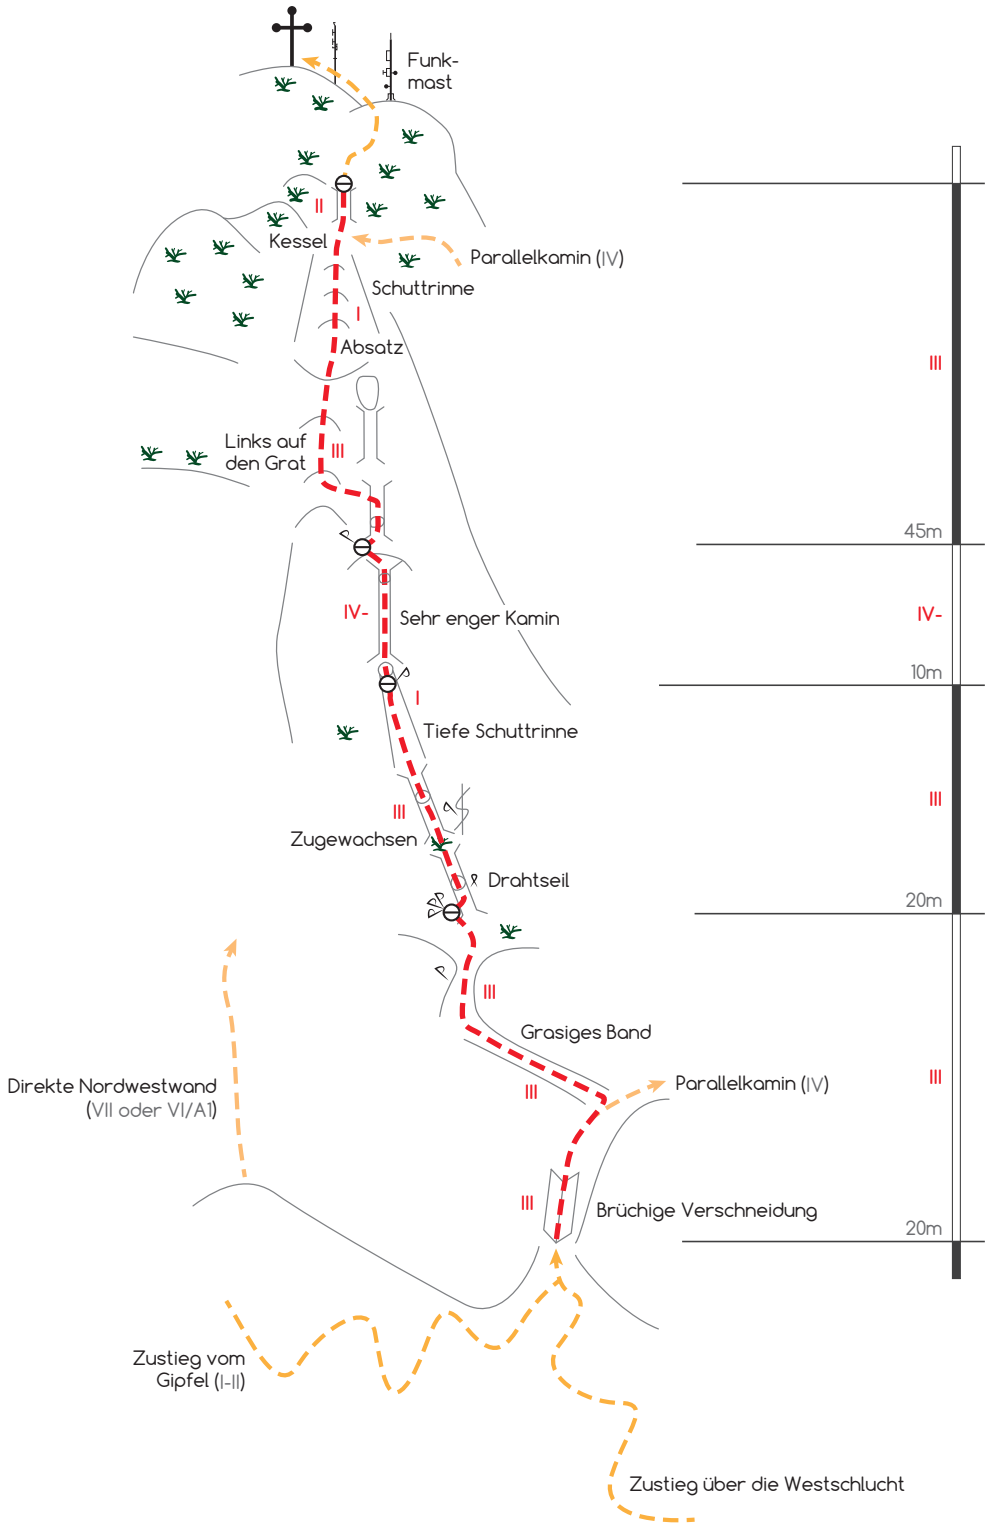 Funk-
mast
II
Kessel
Parallelkamin (IV)
Schuttrinne
I
Absatz
III
Links auf
den Grat
III
45m
IV-
Sehr enger Kamin
IV-
10m
I
Tiefe Schuttrinne
III
III
Zugewachsen
Drahtseil
20m
III
Grasiges Band
III
Direkte Nordwestwand
(VII oder VI/A1)
III
Parallelkamin (IV)
III
Brüchige Verschneidung
20m
Zustieg vom
Gipfel (I-II)
Zustieg über die Westschlucht